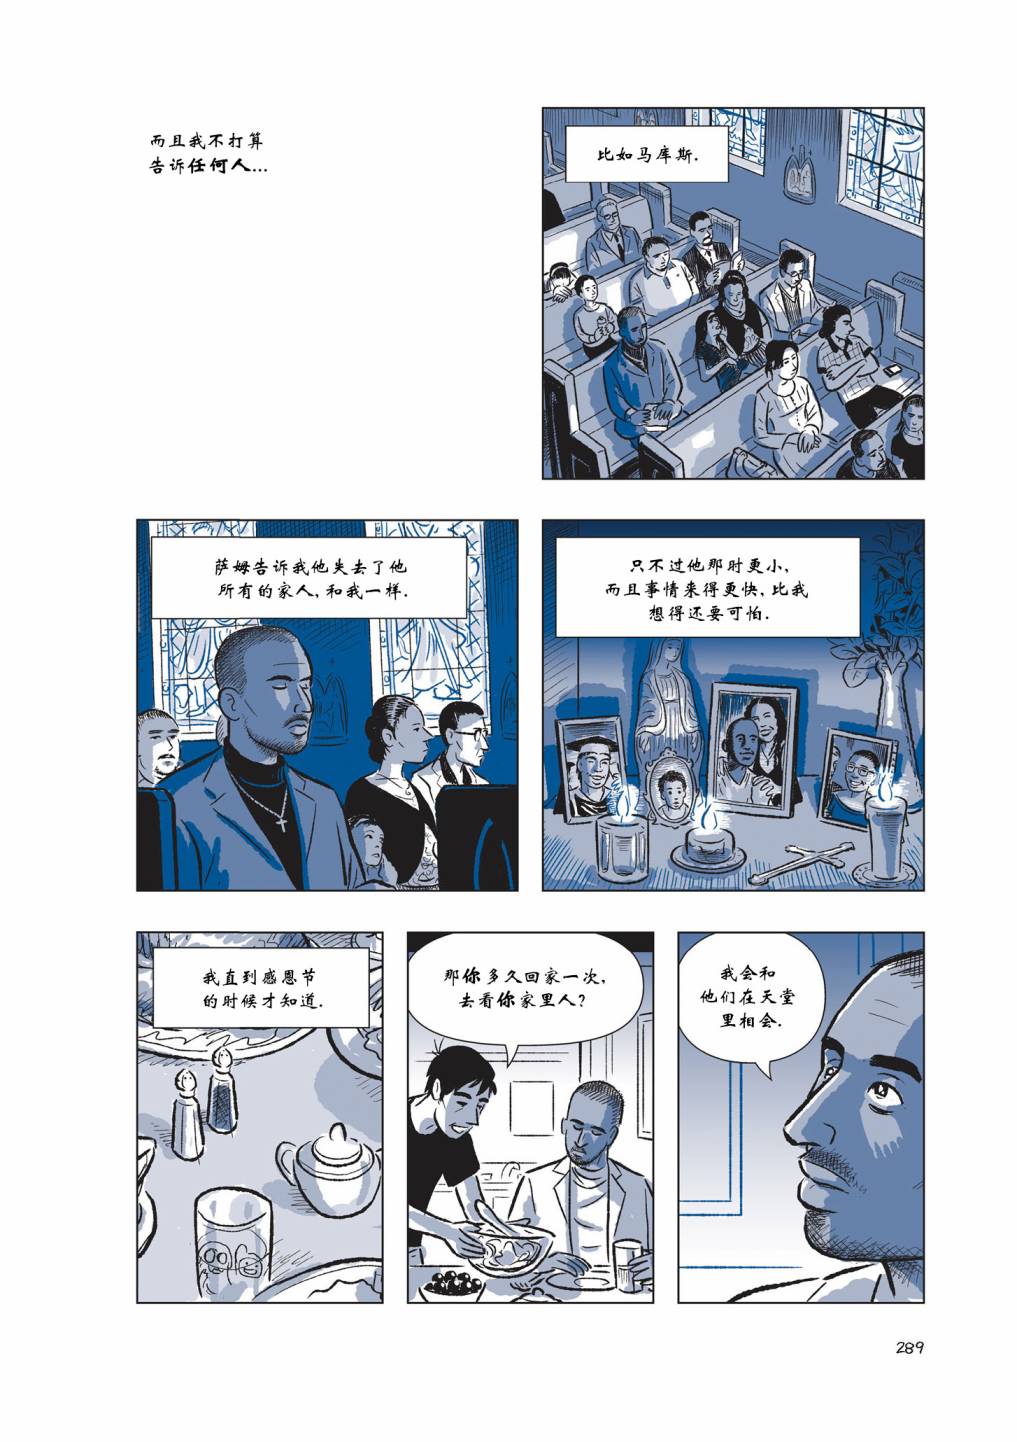 而且我不打算
告诉任何人...
比如马库斯.
萨姆告诉我他失去了他
所有的家人, 和我一样.
只不过他那时更小,
而且事情来得更快, 比我
想得还要可怕.
我直到感恩节
的时候才知道.
那你多久回家一次,
去看你家里人?
我会和
他们在天堂
里相会.
289